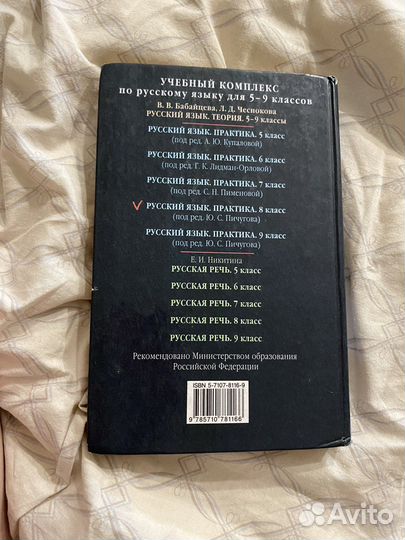 УЧЕБНЫЙ КОМПЛЕКС
по русскому языку для 5–9 классов
В. В. Бабайцева, Л. Д. Чеснокова
РУССКИЙ ЯЗЫК. ТЕОРИЯ. 5–9 классы
РУССКИЙ ЯЗЫК. ПРАКТИКА. 5 класс
(под ред. А. Ю. Купаловой)
РУССКИЙ ЯЗЫК. ПРАКТИКА. 6 класс
(под ред. Г. К. Лидман-Орловой)
РУССКИЙ ЯЗЫК. ПРАКТИКА. 7 класс
(под ред. С. Н. Пименовой)
РУССКИЙ ЯЗЫК. ПРАКТИКА. 8 класс
(под ред. Ю. С. Пичугова)
РУССКИЙ ЯЗЫК. ПРАКТИКА. 9 класс
(под ред. Ю. С. Пичугова)
Е. И. Никитина
РУССКАЯ РЕЧЬ. 5 класс
РУССКАЯ РЕЧЬ. 6 класс
РУССКАЯ РЕЧЬ. 7 класс
РУССКАЯ РЕЧЬ. 8 класс
РУССКАЯ РЕЧЬ. 9 класс
Рекомендовано Министерством образования
Российской Федерации
ISBN 5-7107-8116-9
9 785710 781166
Avito